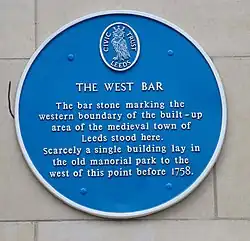 CIVIC TRUST
LEEDS
THE WEST BAR
The bar stone marking the
western boundary of the built-up
area of the medieval town of
Leeds stood here.
Scarcely a single building lay in
the old manorial park to the
west of this point before 1758.